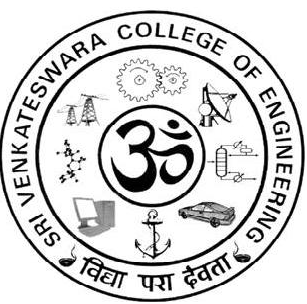 SRI VENKATESWARA COLLEGE OF ENGINEERING
ॐ
विद्या परा देवता